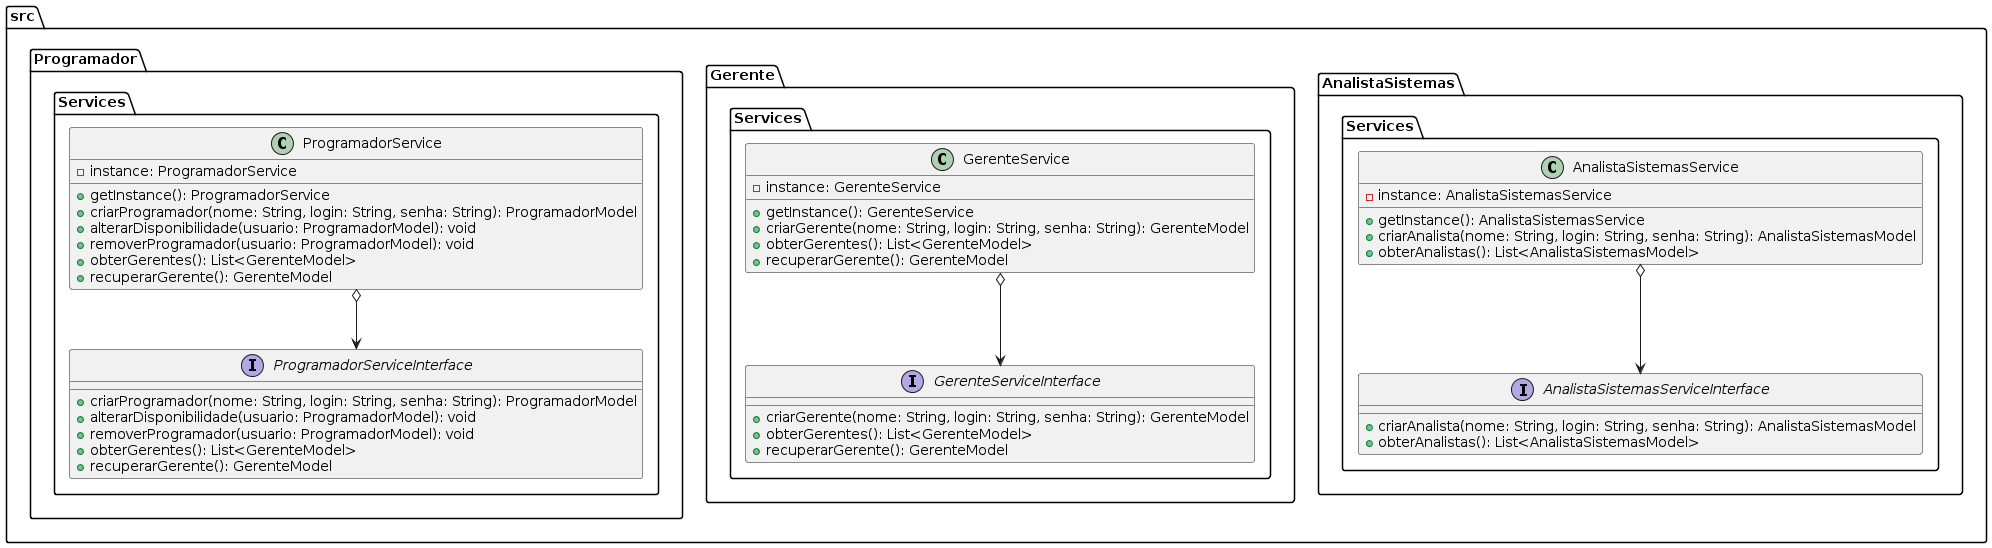 src
Programador
Services
C ProgramadorService
instance: ProgramadorService
getInstance(): ProgramadorService
criarProgramador(nome: String, login: String, senha: String): ProgramadorModel
alterarDisponibilidade(usuario: ProgramadorModel): void
removerProgramador(usuario: ProgramadorModel): void
obterGerentes(): List<GerenteModel>
recuperarGerente(): GerenteModel
I ProgramadorServiceInterface
criarProgramador(nome: String, login: String, senha: String): ProgramadorModel
alterarDisponibilidade(usuario: ProgramadorModel): void
removerProgramador(usuario: ProgramadorModel): void
obterGerentes(): List<GerenteModel>
recuperarGerente(): GerenteModel
Gerente
Services
C GerenteService
instance: GerenteService
getInstance(): GerenteService
criarGerente(nome: String, login: String, senha: String): GerenteModel
obterGerentes(): List<GerenteModel>
recuperarGerente(): GerenteModel
I GerenteServiceInterface
criarGerente(nome: String, login: String, senha: String): GerenteModel
obterGerentes(): List<GerenteModel>
recuperarGerente(): GerenteModel
AnalistaSistemas
Services
C AnalistaSistemasService
instance: AnalistaSistemasService
getInstance(): AnalistaSistemasService
criarAnalista(nome: String, login: String, senha: String): AnalistaSistemasModel
obterAnalistas(): List<AnalistaSistemasModel>
I AnalistaSistemasServiceInterface
criarAnalista(nome: String, login: String, senha: String): AnalistaSistemasModel
obterAnalistas(): List<AnalistaSistemasModel>